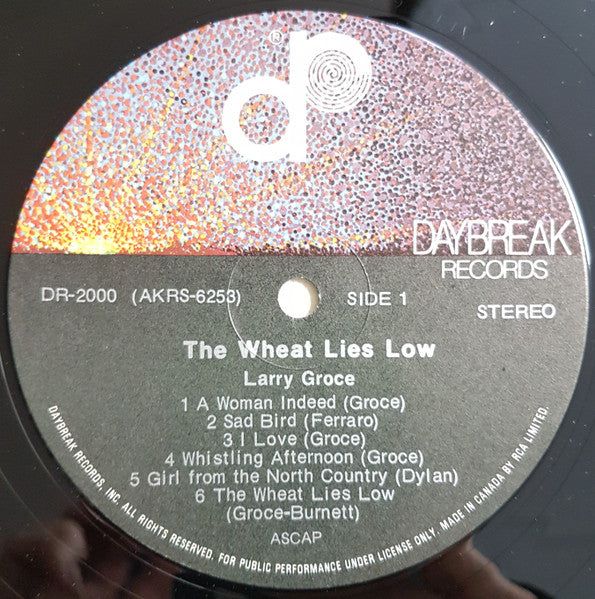 dp
®
DAYBREAK
RECORDS
DR-2000 (AKRS-6253) SIDE 1
STEREO
The Wheat Lies Low
Larry Groce
1 A Woman Indeed (Groce)
2 Sad Bird (Ferraro)
3 I Love (Groce)
4 Whistling Afternoon (Groce)
5 Girl from the North Country (Dylan)
6 The Wheat Lies Low
(Groce-Burnett)
ASCAP
DAYBREAK RECORDS, INC. ALL RIGHTS RESERVED. FOR PUBLIC PERFORMANCE UNDER LICENSE ONLY. MADE IN CANADA BY RCA LIMITED.